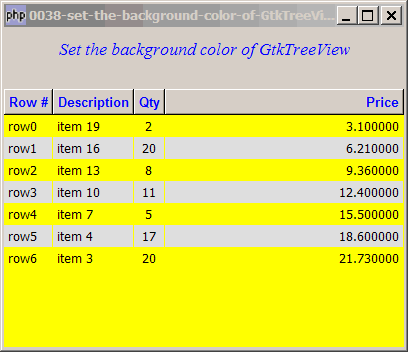 php 0038-set-the-background-color-of-GtkTreeVi...
Set the background color of GtkTreeView
Row # Description Qty Price
row0 item 19 2 3.100000
row1 item 16 20 6.210000
row2 item 13 8 9.360000
row3 item 10 11 12.400000
row4 item 7 5 15.500000
row5 item 4 17 18.600000
row6 item 3 20 21.730000